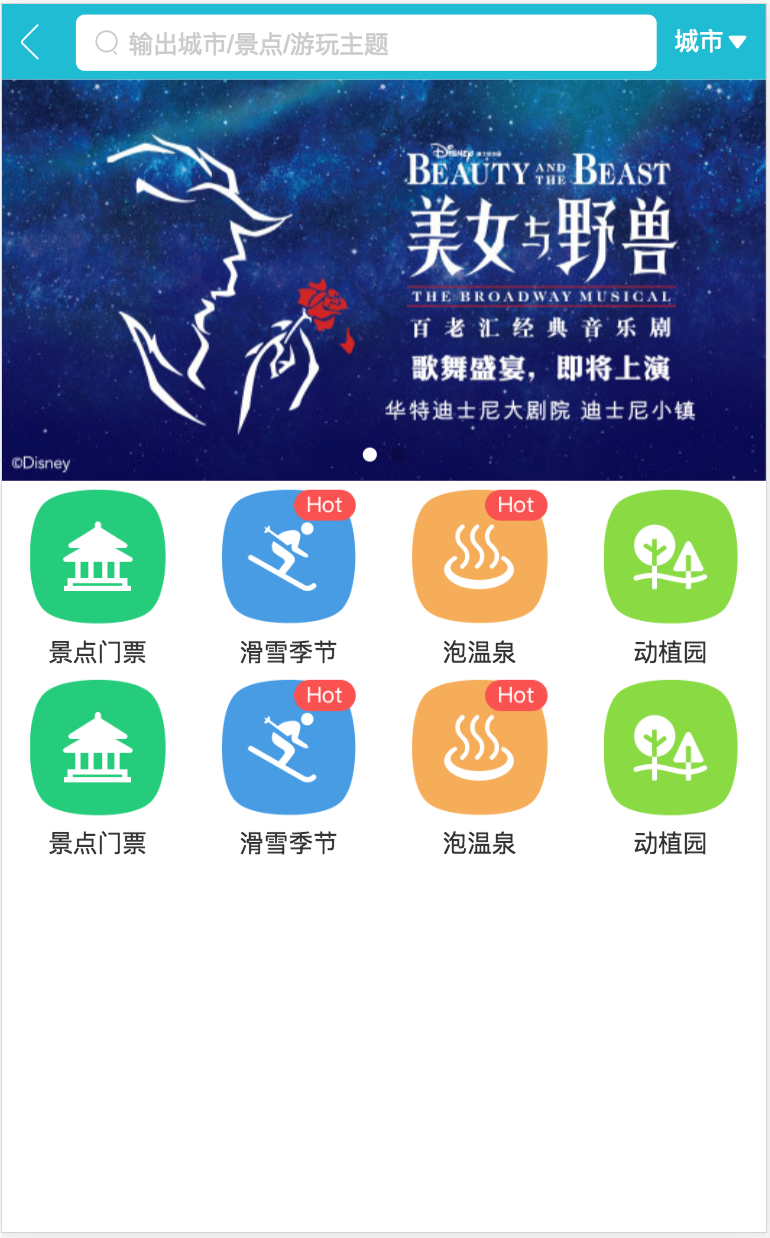 输出城市/景点/游玩主题
城市
Disney
BEAUTY AND THE BEAST
美女与野兽
THE BROADWAY MUSICAL
百老汇经典音乐剧
歌舞盛宴，即将上演
华特迪士尼大剧院 迪士尼小镇
©Disney
Hot
Hot
景点门票
滑雪季节
泡温泉
动植园
Hot
Hot
景点门票
滑雪季节
泡温泉
动植园